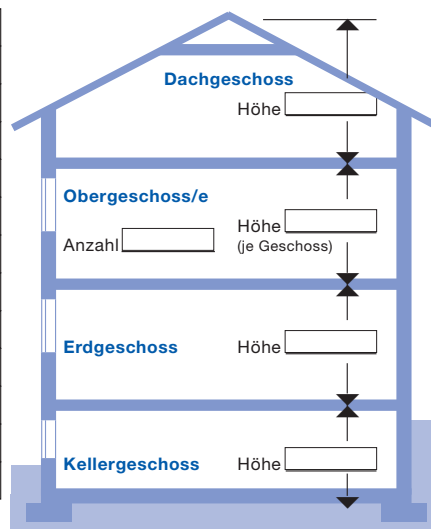 Dachgeschoss
Höhe
Obergeschoss/e
Anzahl
Höhe
(je Geschoss)
Erdgeschoss
Höhe
Kellergeschoss
Höhe